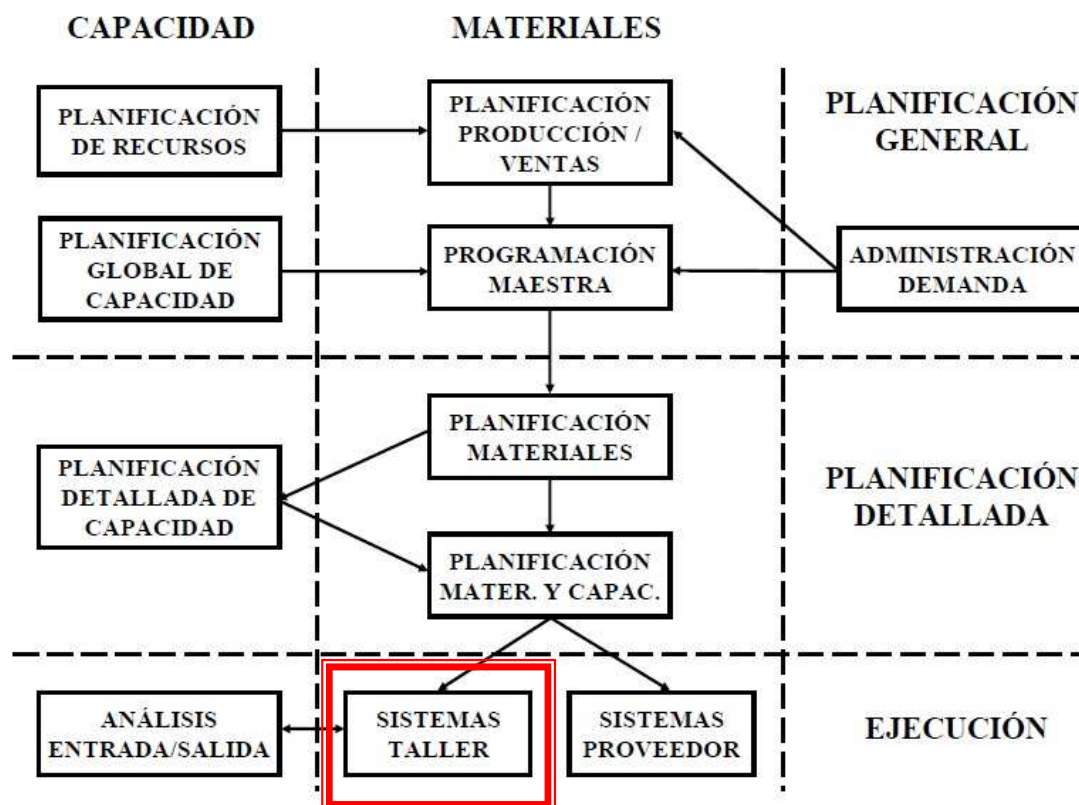 CAPACIDAD
MATERIALES
PLANIFICACIÓN
DE RECURSOS
PLANIFICACIÓN
PRODUCCIÓN /
VENTAS
PLANIFICACIÓN
GENERAL
PLANIFICACIÓN
GLOBAL DE
CAPACIDAD
PROGRAMACIÓN
MAESTRA
ADMINISTRACIÓN
DEMANDA
PLANIFICACIÓN
MATERIALES
PLANIFICACIÓN
DETALLADA DE
CAPACIDAD
PLANIFICACIÓN
DETALLADA
PLANIFICACIÓN
MATER. Y CAPAC.
ANÁLISIS
ENTRADA/SALIDA
SISTEMAS
TALLER
SISTEMAS
PROVEEDOR
EJECUCIÓN